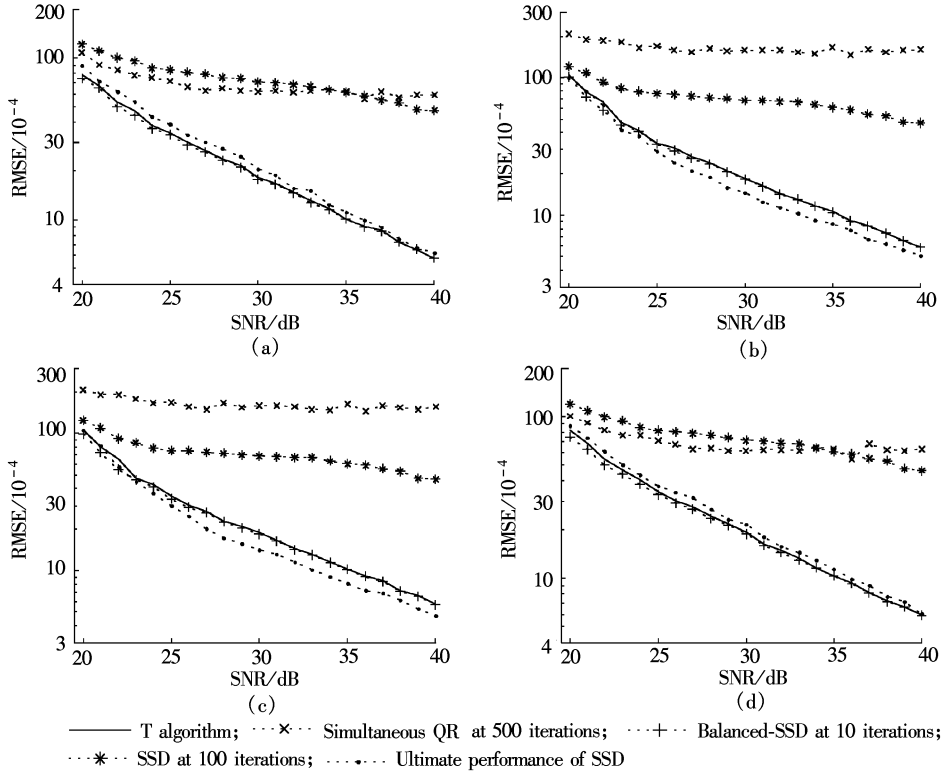 200
100
30
10
4
RMSE/10⁻⁴
20 25 30 35 40
SNR/dB
(a)
300
100
30
10
3
RMSE/10⁻⁴
20 25 30 35 40
SNR/dB
(b)
300
100
30
10
3
RMSE/10⁻⁴
20 25 30 35 40
SNR/dB
(c)
200
100
30
10
4
RMSE/10⁻⁴
20 25 30 35 40
SNR/dB
(d)
T algorithm; Simultaneous QR at 500 iterations; Balanced-SSD at 10 iterations;
SSD at 100 iterations; Ultimate performance of SSD